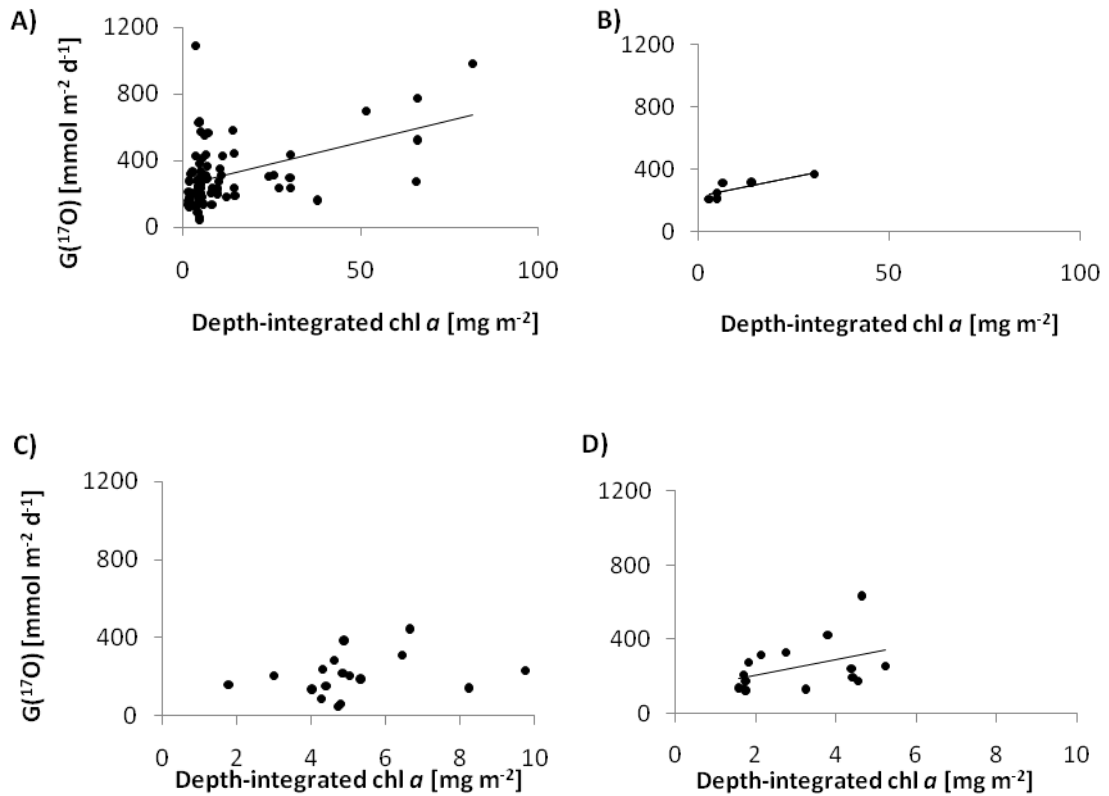 A)
G(¹⁷O) [mmol m⁻² d⁻¹]
1200
800
400
0
0 50 100
Depth-integrated chl a [mg m⁻²]
B)
1200
800
400
0
0 50 100
Depth-integrated chl a [mg m⁻²]
C)
G(¹⁷O) [mmol m⁻² d⁻¹]
1200
800
400
0
0 2 4 6 8 10
Depth-integrated chl a [mg m⁻²]
D)
1200
800
400
0
0 2 4 6 8 10
Depth-integrated chl a [mg m⁻²]